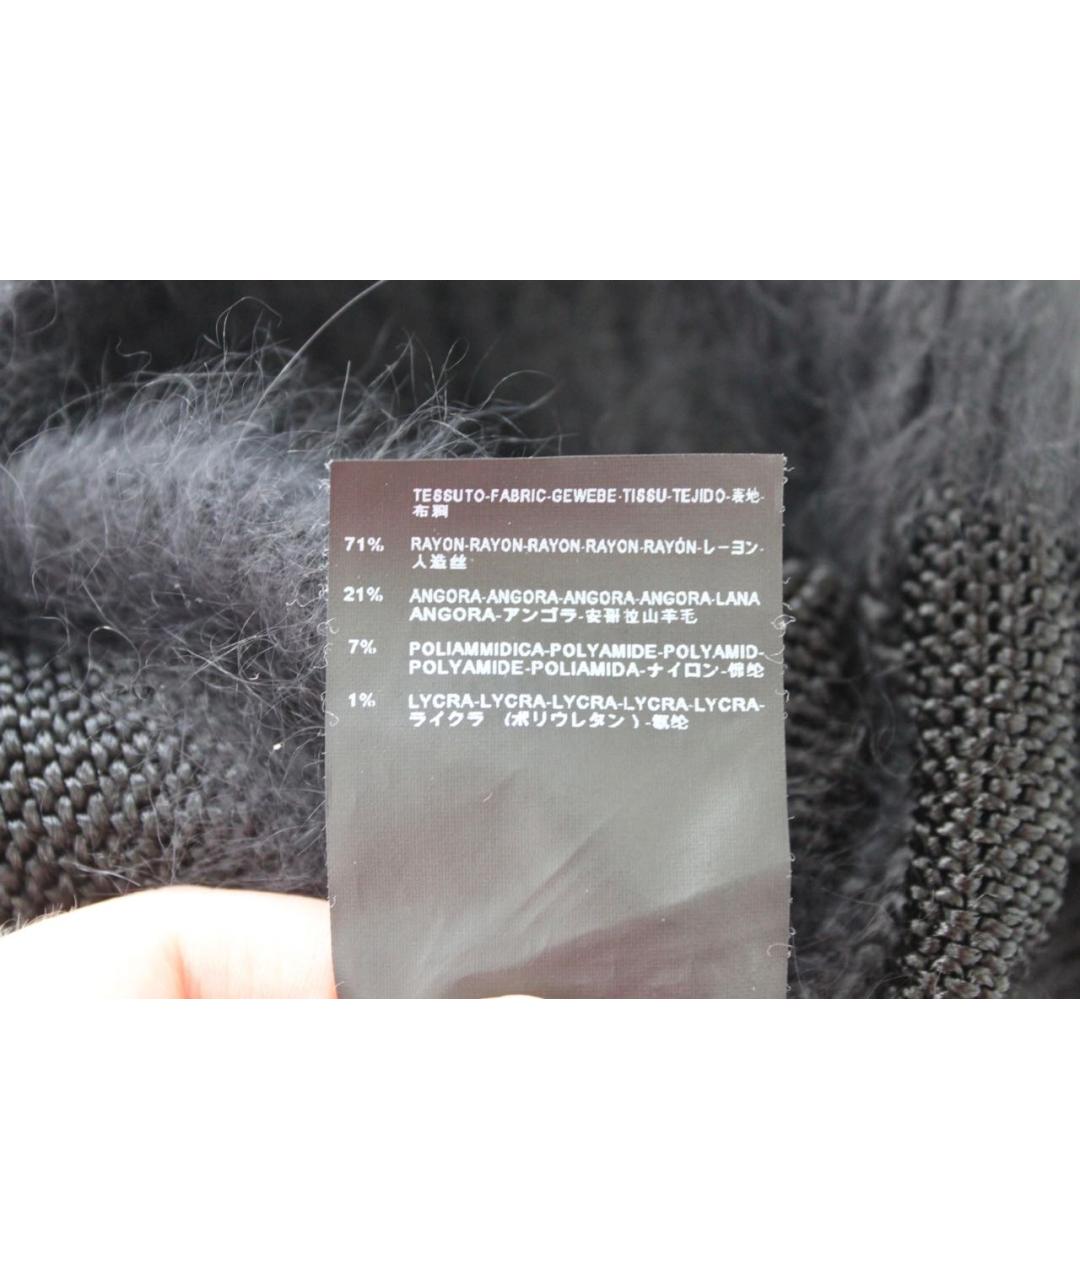 TESSUTO-FABRIC-GEWEBE-TISSU-TEJIDO-表地-
布料
71% RAYON-RAYON-RAYON-RAYON-RAYÓN-レーヨン-
人造丝
21% ANGORA-ANGORA-ANGORA-ANGORA-LANA
ANGORA-アンゴラ-安哥拉山羊毛
7% POLIAMMIDICA-POLYAMIDE-POLYAMID-
POLYAMIDE-POLIAMIDA-ナイロン-锦纶
1% LYCRA-LYCRA-LYCRA-LYCRA-LYCRA-
ライクラ (ポリウレタン)-氨纶